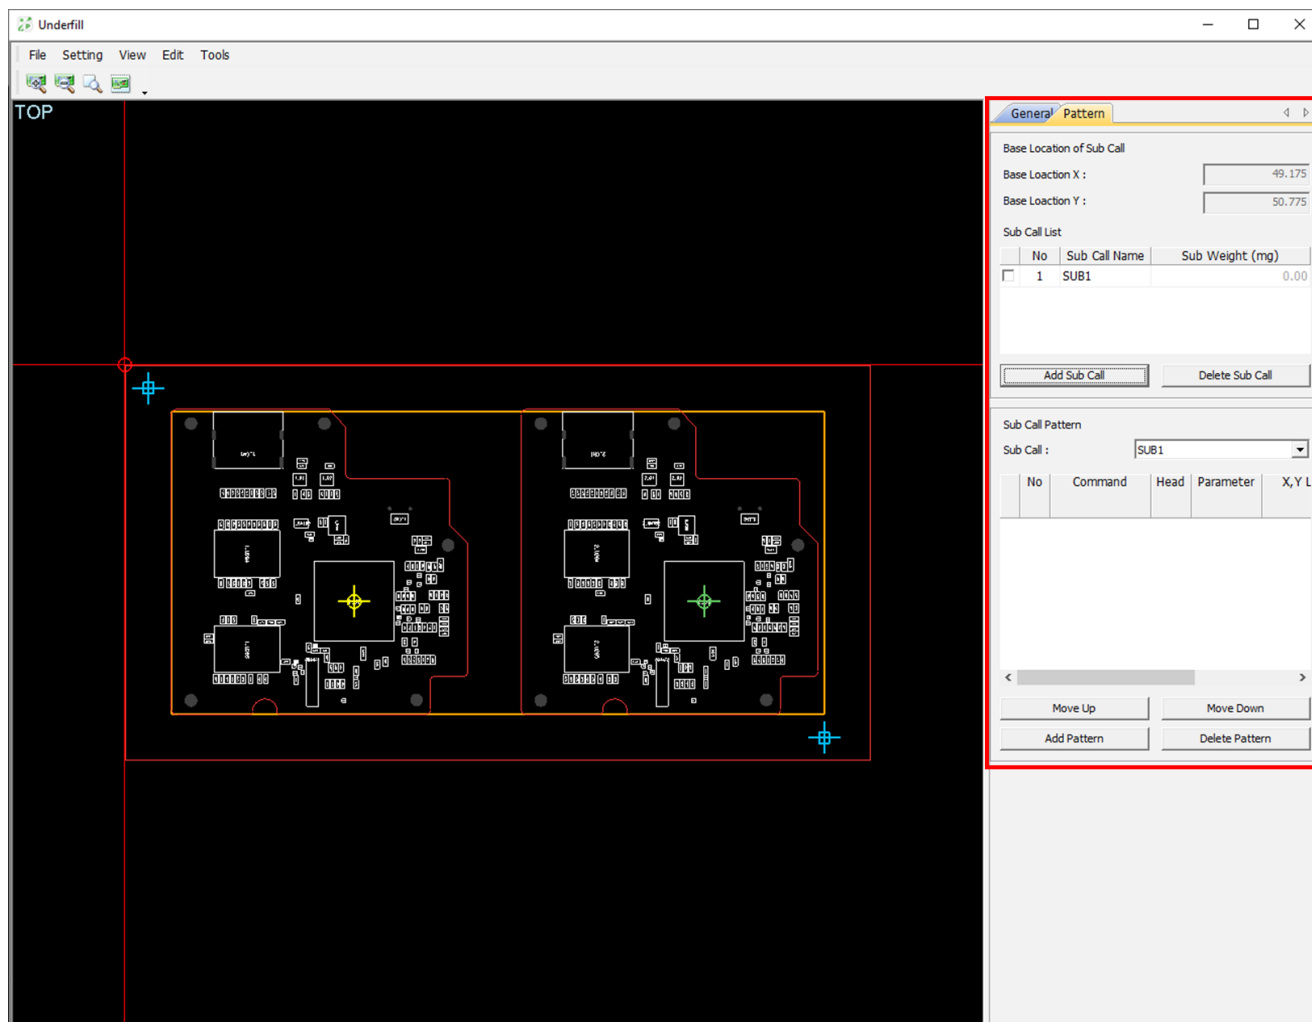 Underfill
File Setting View Edit Tools
TOP
General Pattern
Base Location of Sub Call
Base Loaction X : 49.175
Base Loaction Y : 50.775
Sub Call List
No Sub Call Name Sub Weight (mg)
1 SUB1 0.00
Add Sub Call Delete Sub Call
Sub Call Pattern
Sub Call : SUB1
No Command Head Parameter X,Y L
Move Up Move Down
Add Pattern Delete Pattern